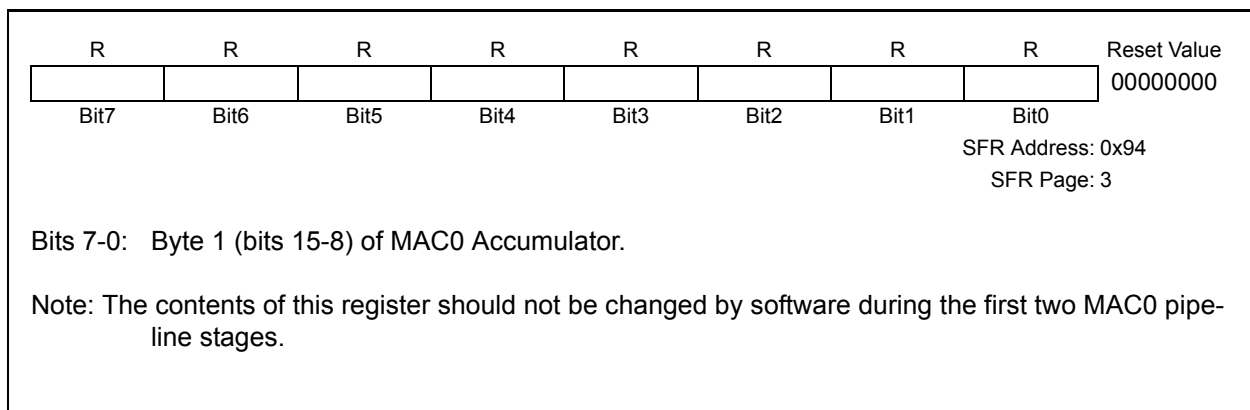 R R R R R R R R Reset Value
00000000
Bit7 Bit6 Bit5 Bit4 Bit3 Bit2 Bit1 Bit0
SFR Address: 0x94
SFR Page: 3
Bits 7-0: Byte 1 (bits 15-8) of MAC0 Accumulator.
Note: The contents of this register should not be changed by software during the first two MAC0 pipe-
line stages.